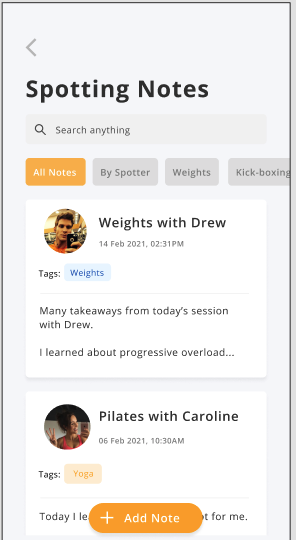 Spotting Notes
Search anything
All Notes By Spotter Weights Kick-boxing
Weights with Drew
14 Feb 2021, 02:31PM
Tags: Weights
Many takeaways from today’s session
with Drew.
I learned about progressive overload...
Pilates with Caroline
06 Feb 2021, 10:30AM
Tags: Yoga
Today I le ot for me.
+ Add Note